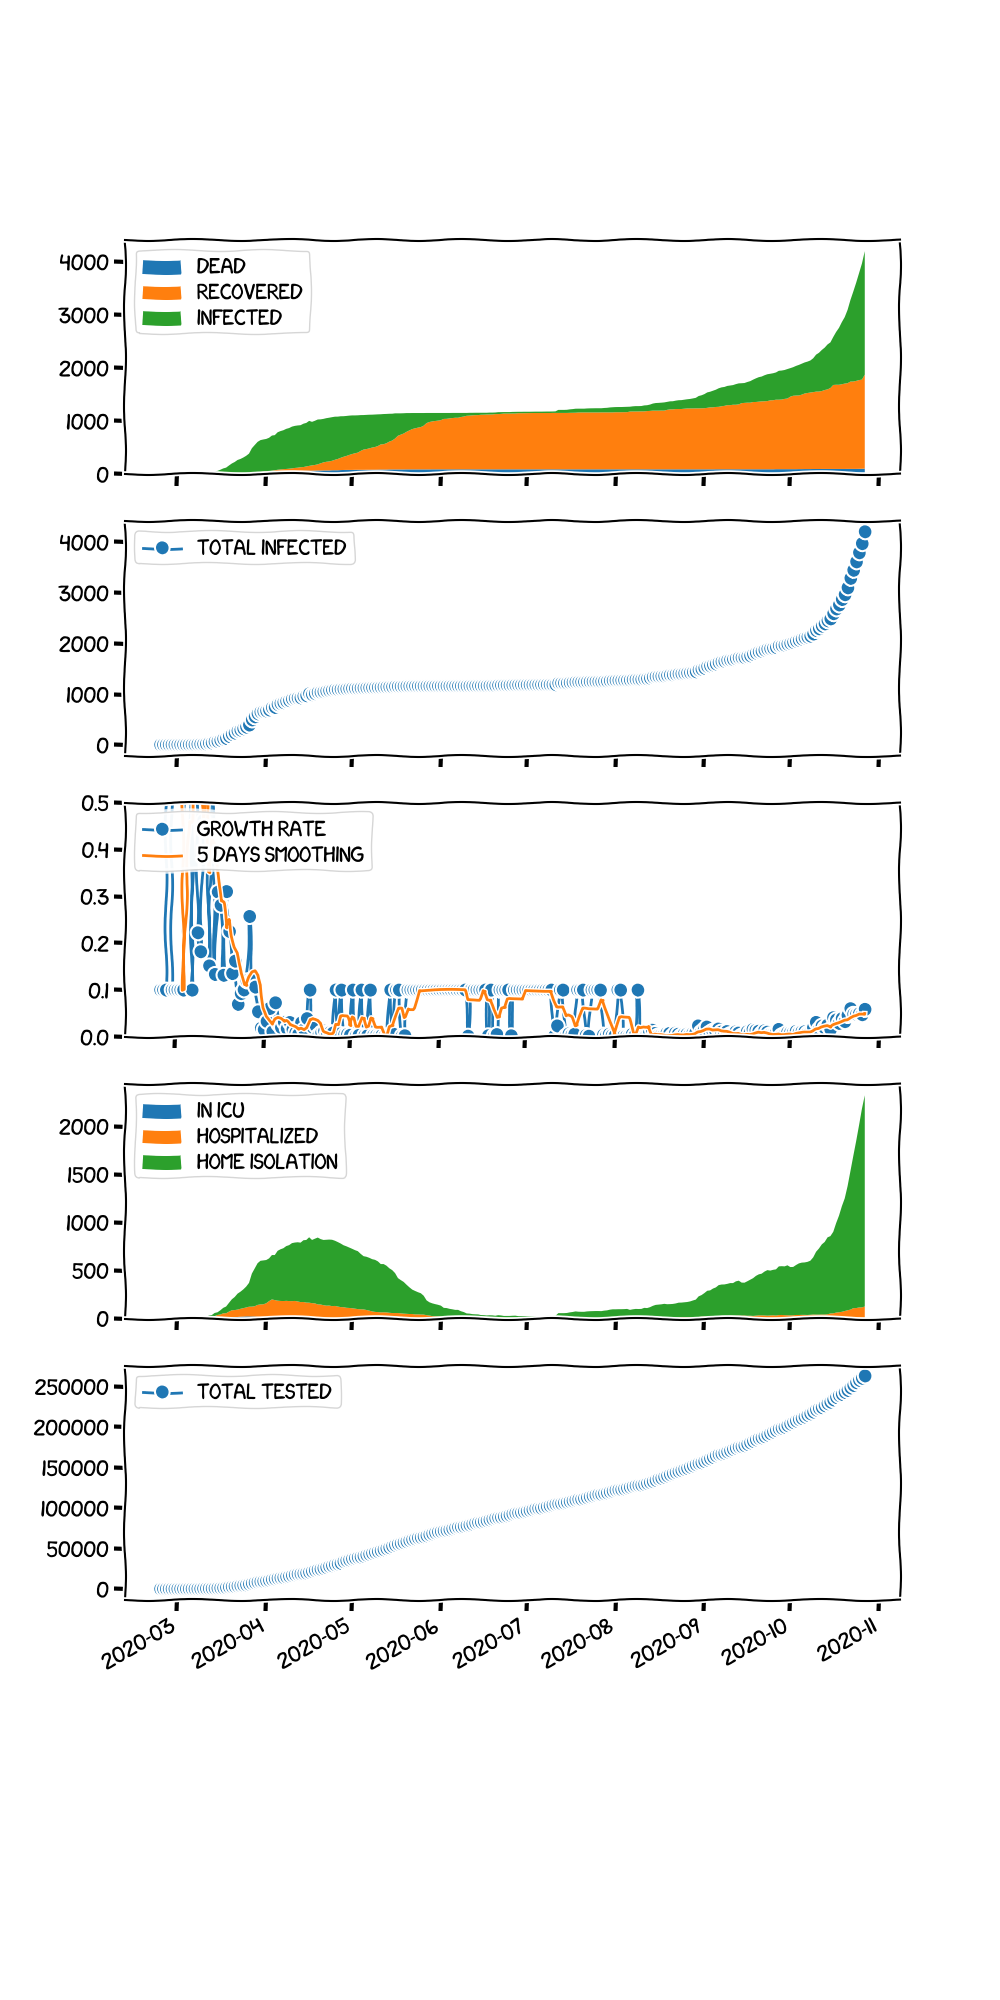 4000
3000
2000
1000
0
DEAD
RECOVERED
INFECTED
4000
3000
2000
1000
0
TOTAL INFECTED
0.5
0.4
0.3
0.2
0.1
0.0
GROWTH RATE
5 DAYS SMOOTHING
2000
1500
1000
500
0
IN ICU
HOSPITALIZED
HOME ISOLATION
250000
200000
150000
100000
50000
0
TOTAL TESTED
2020-03 2020-04 2020-05 2020-06 2020-07 2020-08 2020-09 2020-10 2020-11